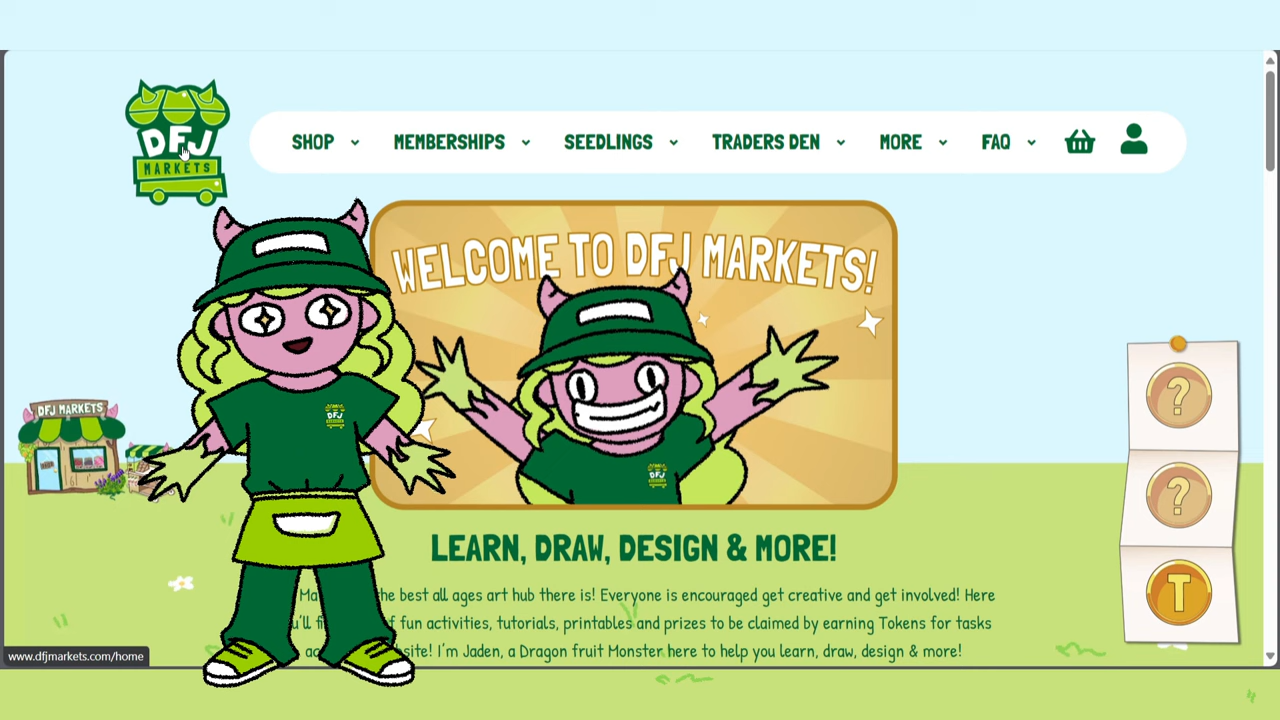 DFJ
MARKETS
SHOP
MEMBERSHIPS
SEEDLINGS
TRADERS DEN
MORE
FAQ
WELCOME TO DFJ MARKETS!
DFJ MARKETS
DFJ
DFJ
?
?
T
LEARN, DRAW, DESIGN & MORE!
the best all ages art hub there is! Everyone is encouraged get creative and get involved! Here
fun activities, tutorials, printables and prizes to be claimed by earning Tokens for tasks
I'm Jaden, a Dragon fruit Monster here to help you learn, draw, design & more!
www.dfjmarkets.com/home